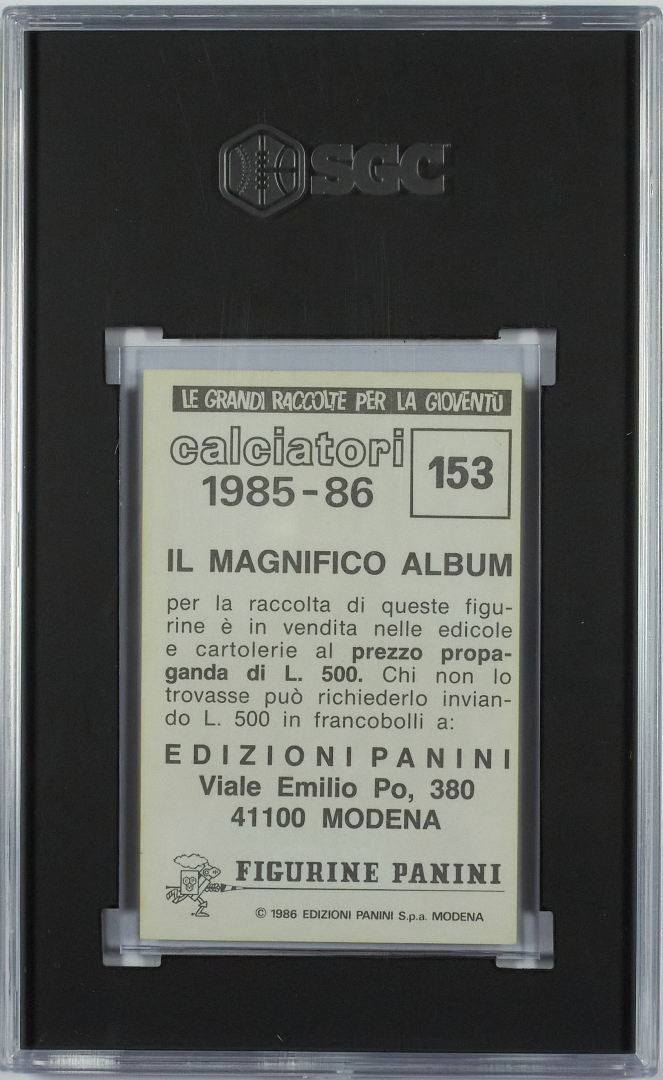 SGC
LE GRANDI RACCOLTE PER LA GIOVENTÙ
calciatori
1985-86
153
IL MAGNIFICO ALBUM
per la raccolta di queste figu-
rine è in vendita nelle edicole
e cartolerie al prezzo propa-
ganda di L. 500. Chi non lo
trovasse può richiederlo invian-
do L. 500 in francobolli a:
EDIZIONI PANINI
Viale Emilio Po, 380
41100 MODENA
FIGURINE PANINI
© 1986 EDIZIONI PANINI S.p.a. MODENA